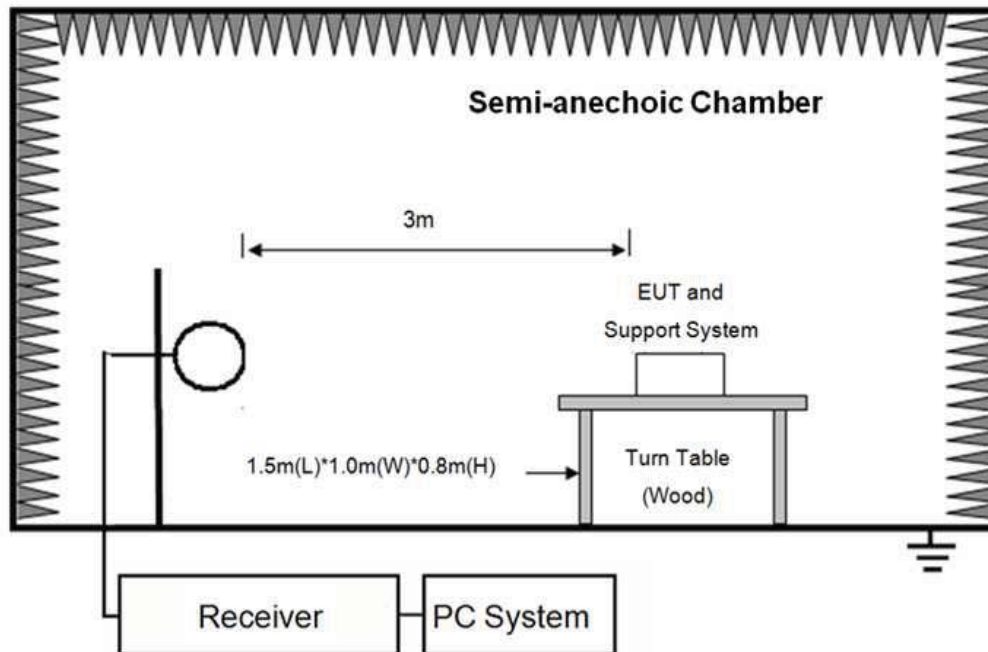 Semi-anechoic Chamber
3m
EUT and
Support System
1.5m(L)*1.0m(W)*0.8m(H)
Turn Table
(Wood)
Receiver
PC System